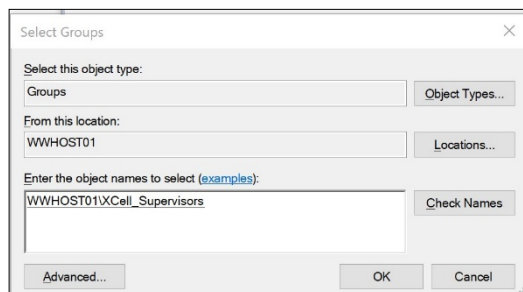 Select Groups
Select this object type:
Groups
Object Types...
From this location:
WWHOST01
Locations...
Enter the object names to select (examples):
WWHOST01\XCell_Supervisors
Check Names
Advanced...
OK
Cancel